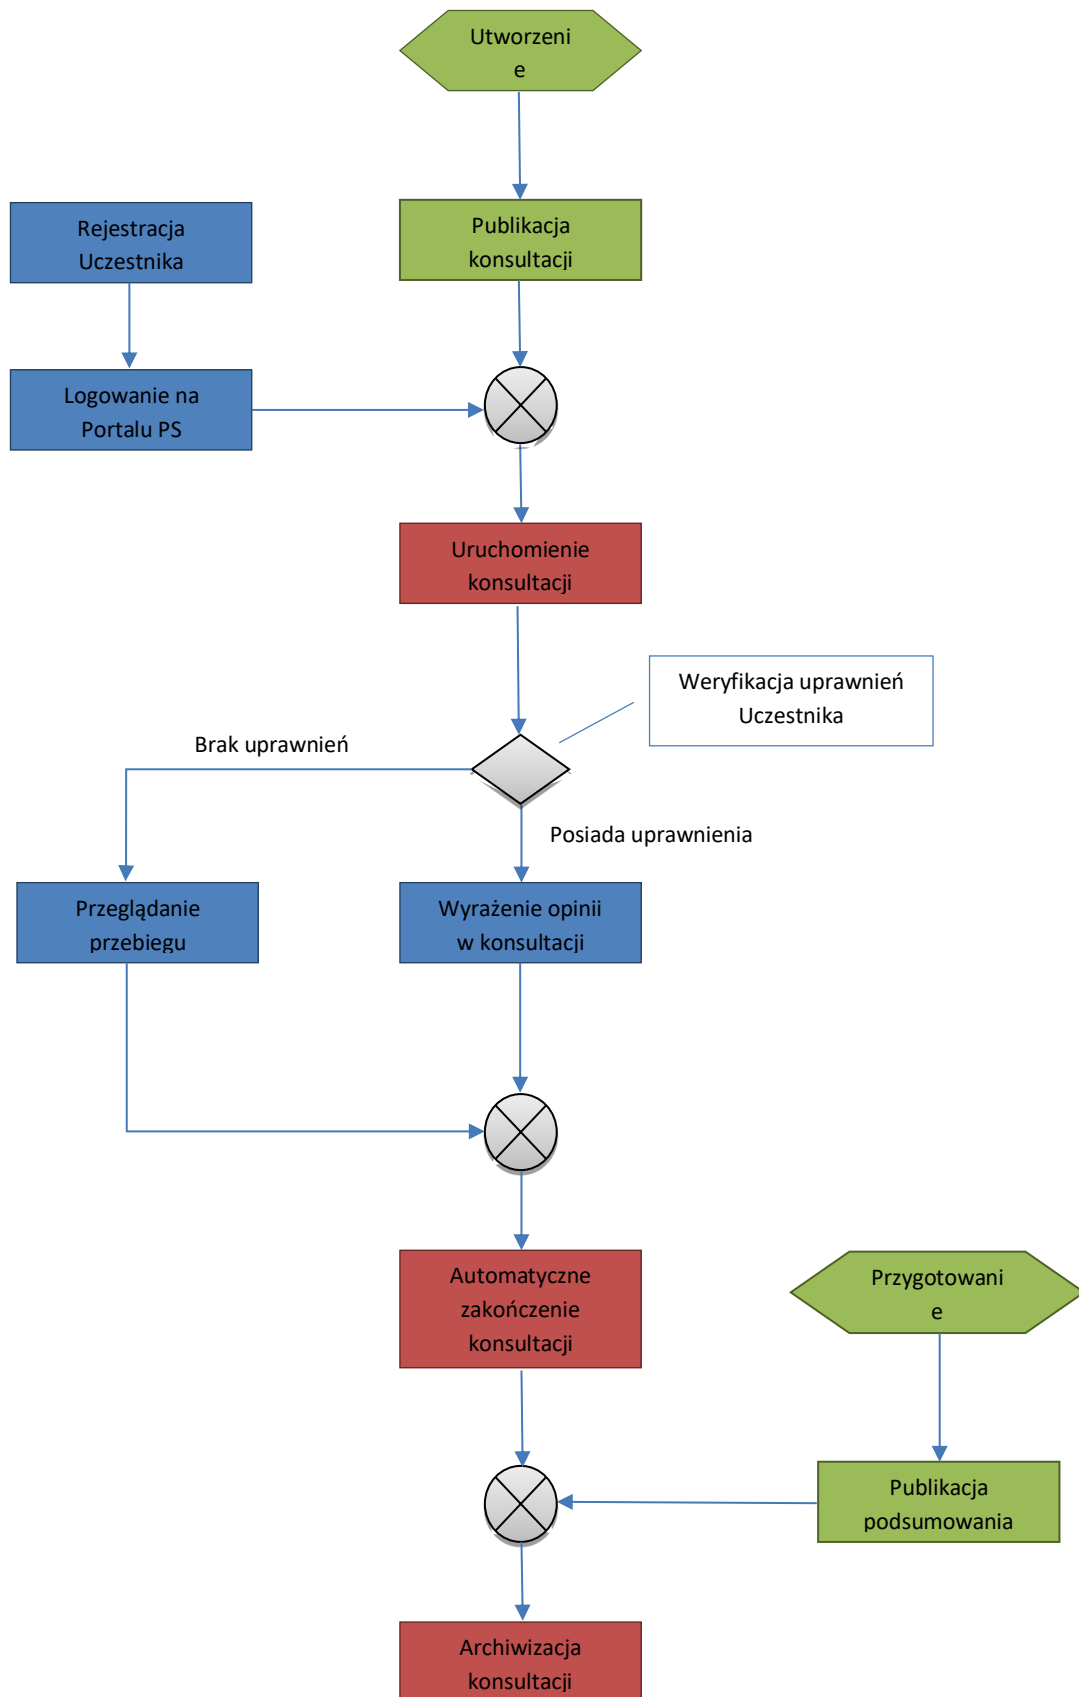 Utworzeni
e
Publikacja
konsultacji
Rejestracja
Uczestnika
Logowanie na
Portalu PS
Uruchomienie
konsultacji
Weryfikacja uprawnień
Uczestnika
Brak uprawnień
Posiada uprawnienia
Przeglądanie
przebiegu
Wyrażenie opinii
w konsultacji
Automatyczne
zakończenie
konsultacji
Przygotowani
e
Publikacja
podsumowania
Archiwizacja
konsultacji